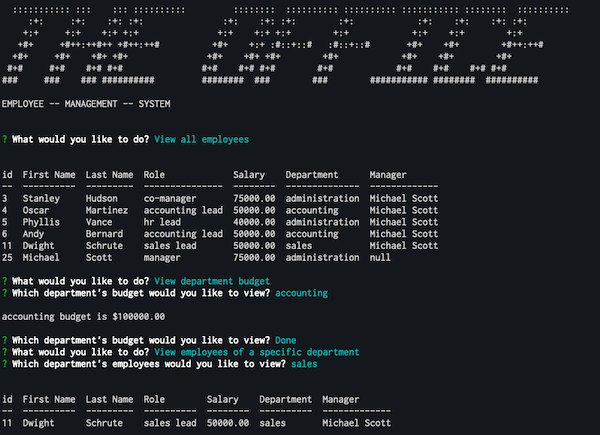 EMPLOYEE -- MANAGEMENT -- SYSTEM
? What would you like to do? View all employees
id  First Name  Last Name  Role             Salary    Department      Manager
--  ----------  ---------  ---------------  --------  --------------  -------------
3   Stanley     Hudson     co-manager       75000.00  administration  Michael Scott
4   Oscar       Martinez   accounting lead  50000.00  accounting      Michael Scott
5   Phyllis     Vance      hr lead          40000.00  administration  Michael Scott
6   Andy        Bernard    accounting lead  50000.00  accounting      Michael Scott
11  Dwight      Schrute    sales lead       50000.00  sales           Michael Scott
25  Michael     Scott      manager          75000.00  administration  null
? What would you like to do? View department budget
? Which department's budget would you like to view? accounting
accounting budget is $100000.00
? Which department's budget would you like to view? Done
? What would you like to do? View employees of a specific department
? Which department's employees would you like to view? sales
id  First Name  Last Name  Role        Salary    Department  Manager
--  ----------  ---------  ----------  --------  ----------  -------------
11  Dwight      Schrute    sales lead  50000.00  sales       Michael Scott